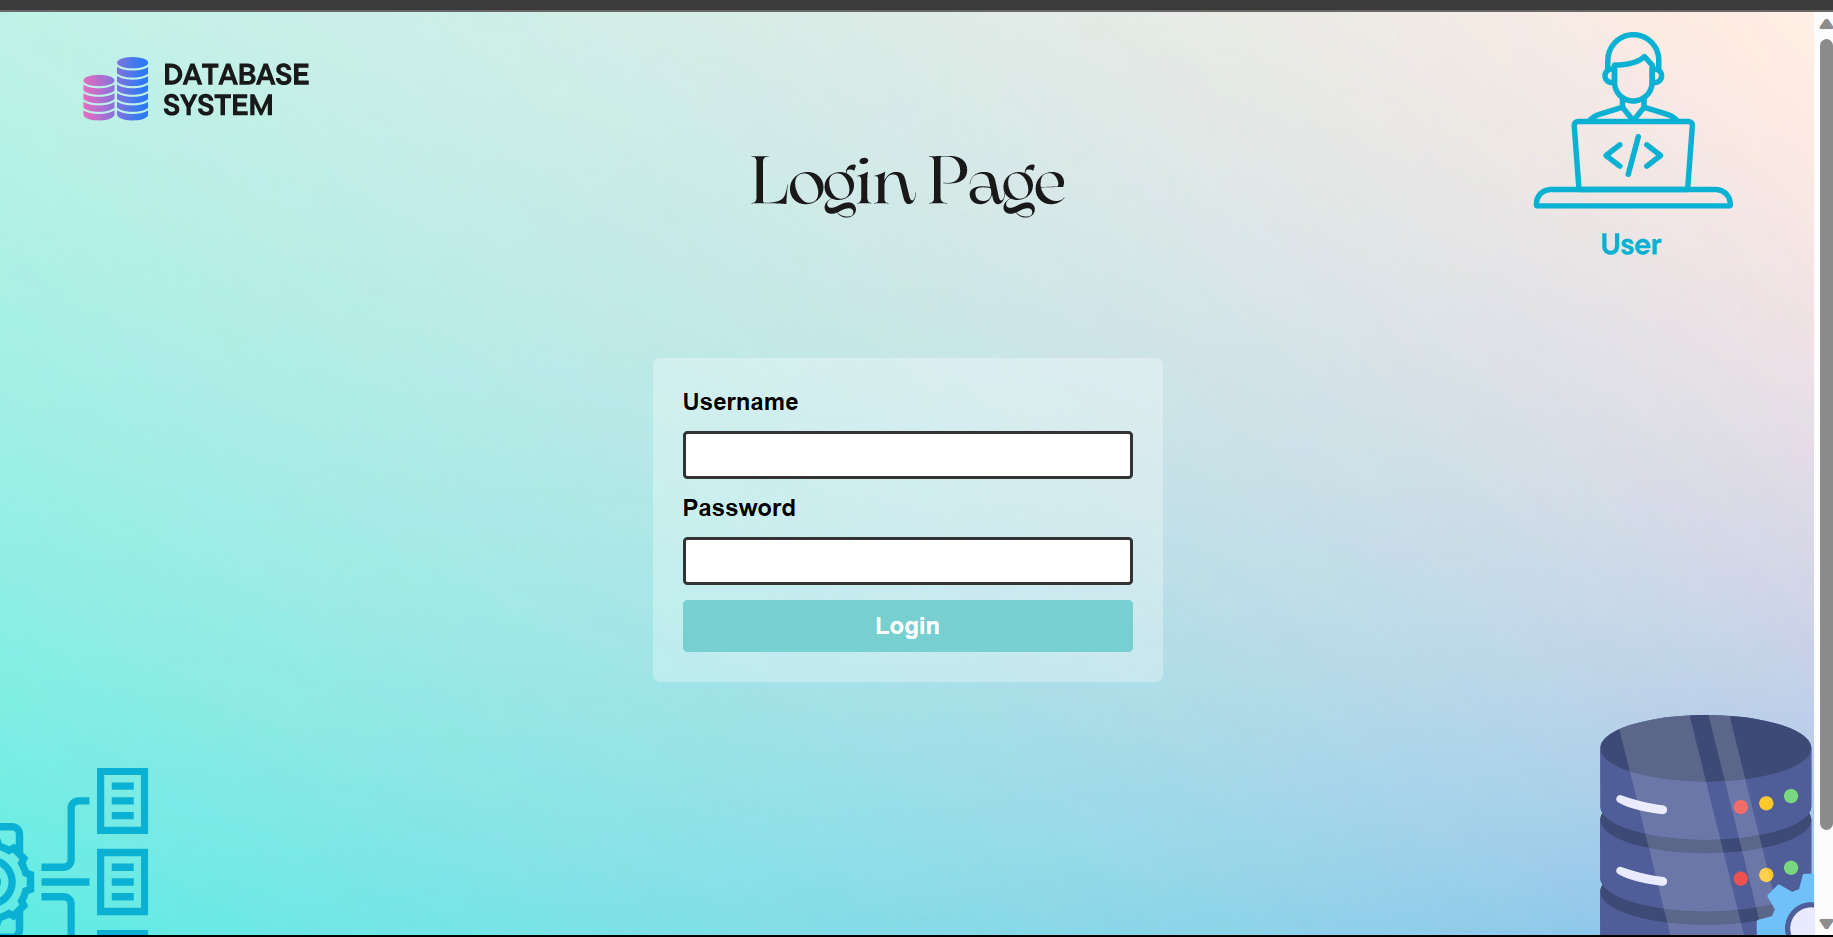 DATABASE
SYSTEM
Login Page
</>
User
Username
Password
Login